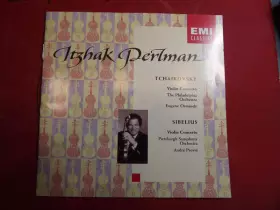 EMI
CLASSICS
Itzhak Perlman
TCHAIKOVSKY
Violin Concerto
The Philadelphia
Orchestra
Eugene Ormandy
SIBELIUS
Violin Concerto
Pittsburgh Symphony
Orchestra
André Previn